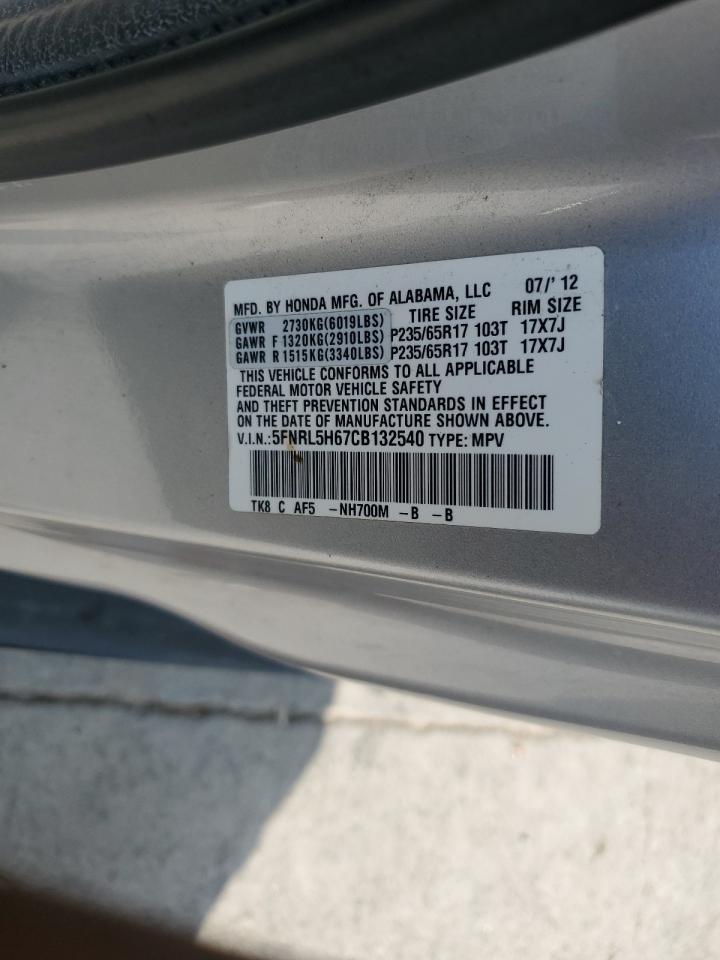 MFD. BY HONDA MFG. OF ALABAMA, LLC 07/' 12
TIRE SIZE RIM SIZE
GVWR 2730KG(6019LBS)
GAWR F 1320KG(2910LBS) P235/65R17 103T 17X7J
GAWR R 1515KG(3340LBS) P235/65R17 103T 17X7J
THIS VEHICLE CONFORMS TO ALL APPLICABLE
FEDERAL MOTOR VEHICLE SAFETY
AND THEFT PREVENTION STANDARDS IN EFFECT
ON THE DATE OF MANUFACTURE SHOWN ABOVE.
V.I.N.:5FNRL5H67CB132540 TYPE: MPV
TK8 C AF5 -NH700M -B -B